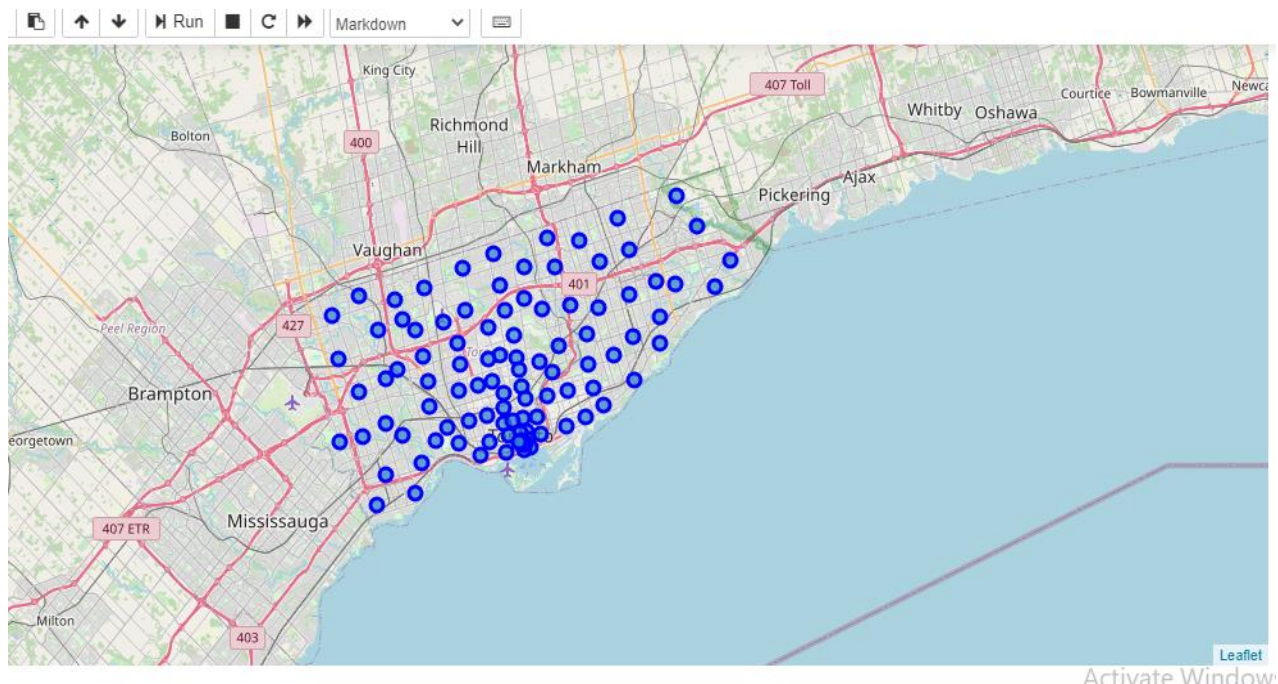 Run
Markdown
King City
407 Toll
Courtice
Bowmanville
Newca
Whitby
Oshawa
Bolton
400
Richmond
Hill
Markham
Ajax
Pickering
Vaughan
401
427
Peel Region
Brampton
eorgetown
Mississauga
407 ETR
Milton
403
Leaflet
Activate Windows